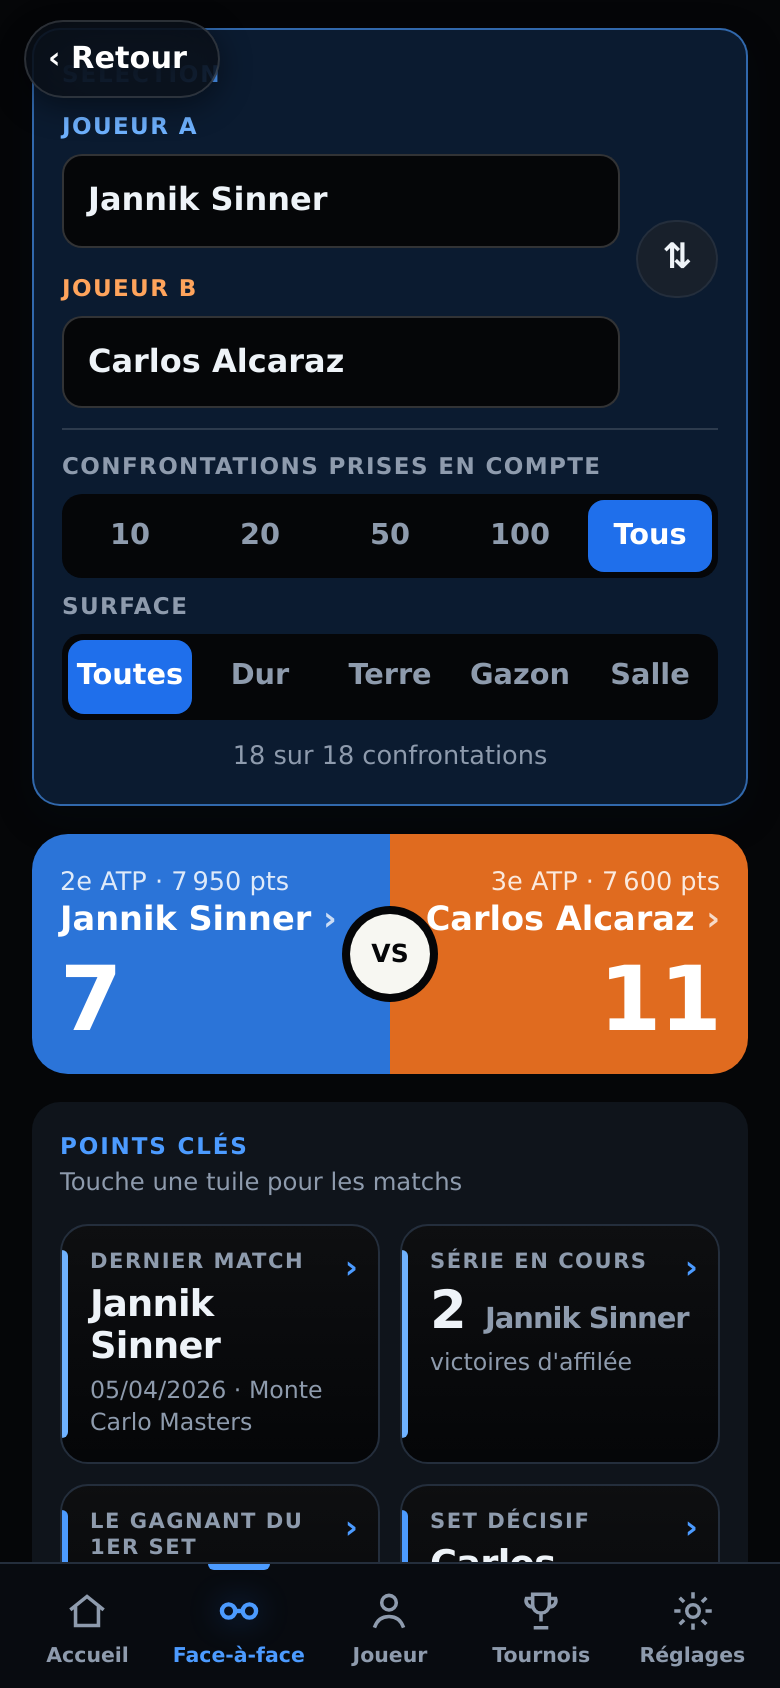 ‹ Retour
SÉLECTION
JOUEUR A
Jannik Sinner
⇅
JOUEUR B
Carlos Alcaraz
CONFRONTATIONS PRISES EN COMPTE
10 20 50 100 Tous
SURFACE
Toutes Dur Terre Gazon Salle
18 sur 18 confrontations
2e ATP · 7 950 pts
Jannik Sinner ›
7
VS
3e ATP · 7 600 pts
Carlos Alcaraz ›
11
POINTS CLÉS
Touche une tuile pour les matchs
DERNIER MATCH ›
Jannik
Sinner
05/04/2026 · Monte
Carlo Masters
SÉRIE EN COURS ›
2 Jannik Sinner
victoires d'affilée
LE GAGNANT DU ›
1ER SET
SET DÉCISIF ›
Carlos
Accueil Face-à-face Joueur Tournois Réglages